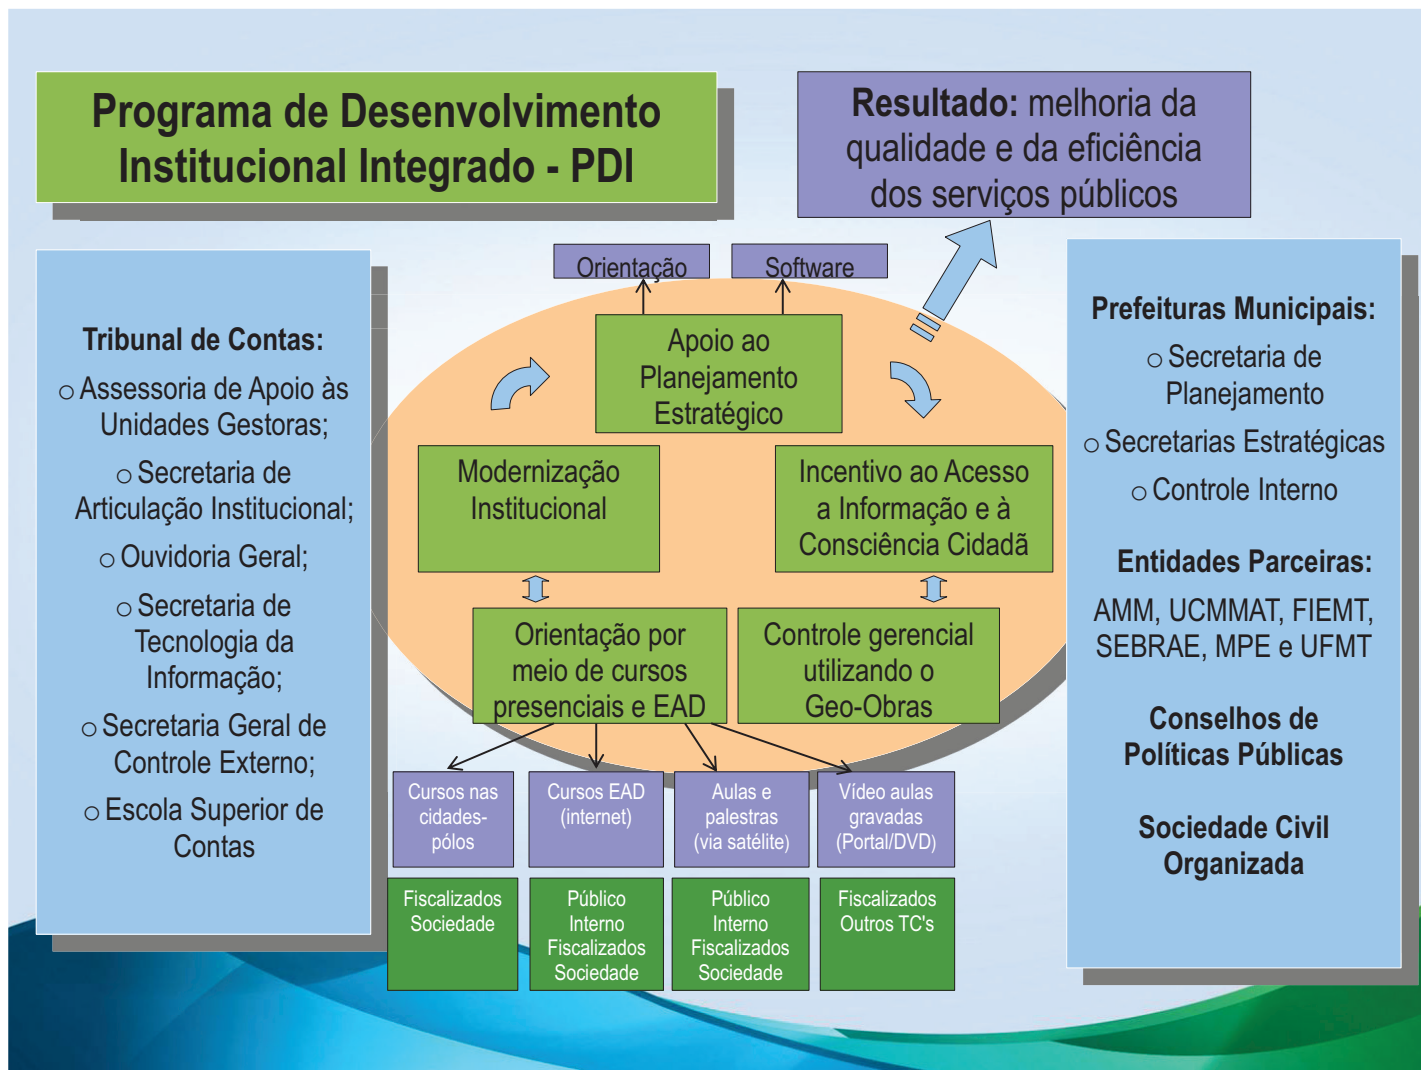 Programa de Desenvolvimento
Institucional Integrado - PDI
Resultado: melhoria da
qualidade e da eficiência
dos serviços públicos
Tribunal de Contas:
o Assessoria de Apoio às
Unidades Gestoras;
o Secretaria de
Articulação Institucional;
o Ouvidoria Geral;
o Secretaria de
Tecnologia da
Informação;
o Secretaria Geral de
Controle Externo;
o Escola Superior de
Contas
Orientação
Software
Apoio ao
Planejamento
Estratégico
Modernização
Institucional
Incentivo ao Acesso
a Informação e à
Consciência Cidadã
Orientação por
meio de cursos
presenciais e EAD
Controle gerencial
utilizando o
Geo-Obras
Cursos nas
cidades-
pólos
Cursos EAD
(internet)
Aulas e
palestras
(via satélite)
Vídeo aulas
gravadas
(Portal/DVD)
Fiscalizados
Sociedade
Público
Interno
Fiscalizados
Sociedade
Público
Interno
Fiscalizados
Sociedade
Fiscalizados
Outros TC's
Prefeituras Municipais:
o Secretaria de
Planejamento
o Secretarias Estratégicas
o Controle Interno
Entidades Parceiras:
AMM, UCMMAT, FIEMT,
SEBRAE, MPE e UFMT
Conselhos de
Políticas Públicas
Sociedade Civil
Organizada